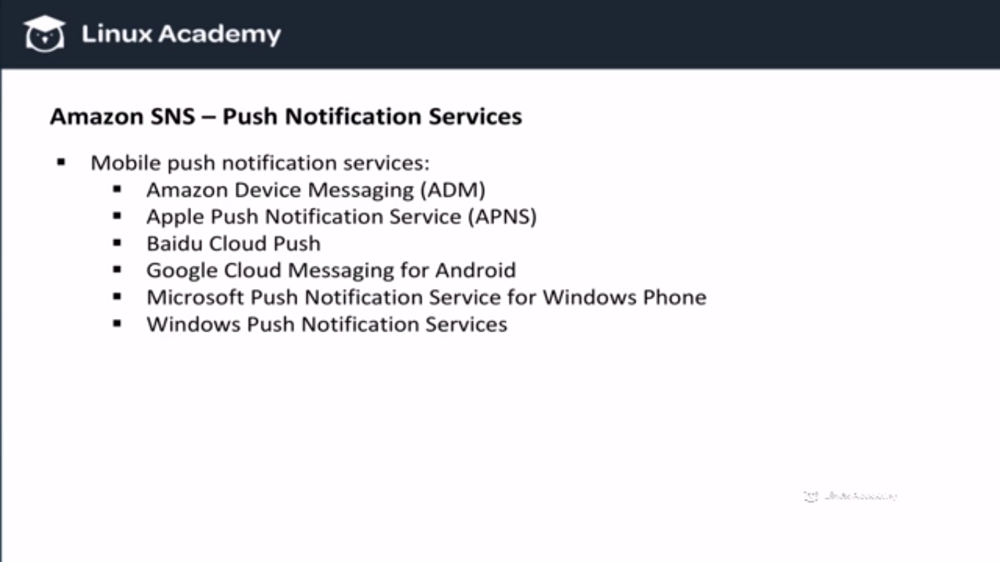 Linux Academy
Amazon SNS – Push Notification Services
▪ Mobile push notification services:
▪ Amazon Device Messaging (ADM)
▪ Apple Push Notification Service (APNS)
▪ Baidu Cloud Push
▪ Google Cloud Messaging for Android
▪ Microsoft Push Notification Service for Windows Phone
▪ Windows Push Notification Services
Linux Academy